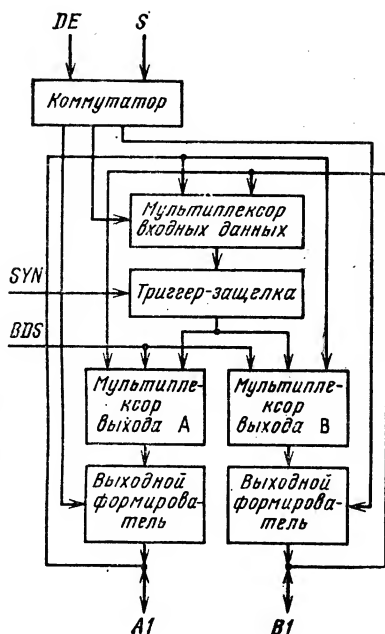 DE S
Коммутатор
Мультиплексор
входных данных
SYN
Триггер-защелка
BDS
Мультипле-
ксор
выхода A
Мультипле-
ксор
выхода B
Выходной
формирова-
тель
Выходной
формирова-
тель
A1 B1